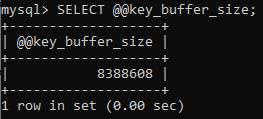 mysql> SELECT @@key_buffer_size;
+-------------------+
| @@key_buffer_size |
+-------------------+
|           8388608 |
+-------------------+
1 row in set (0.00 sec)